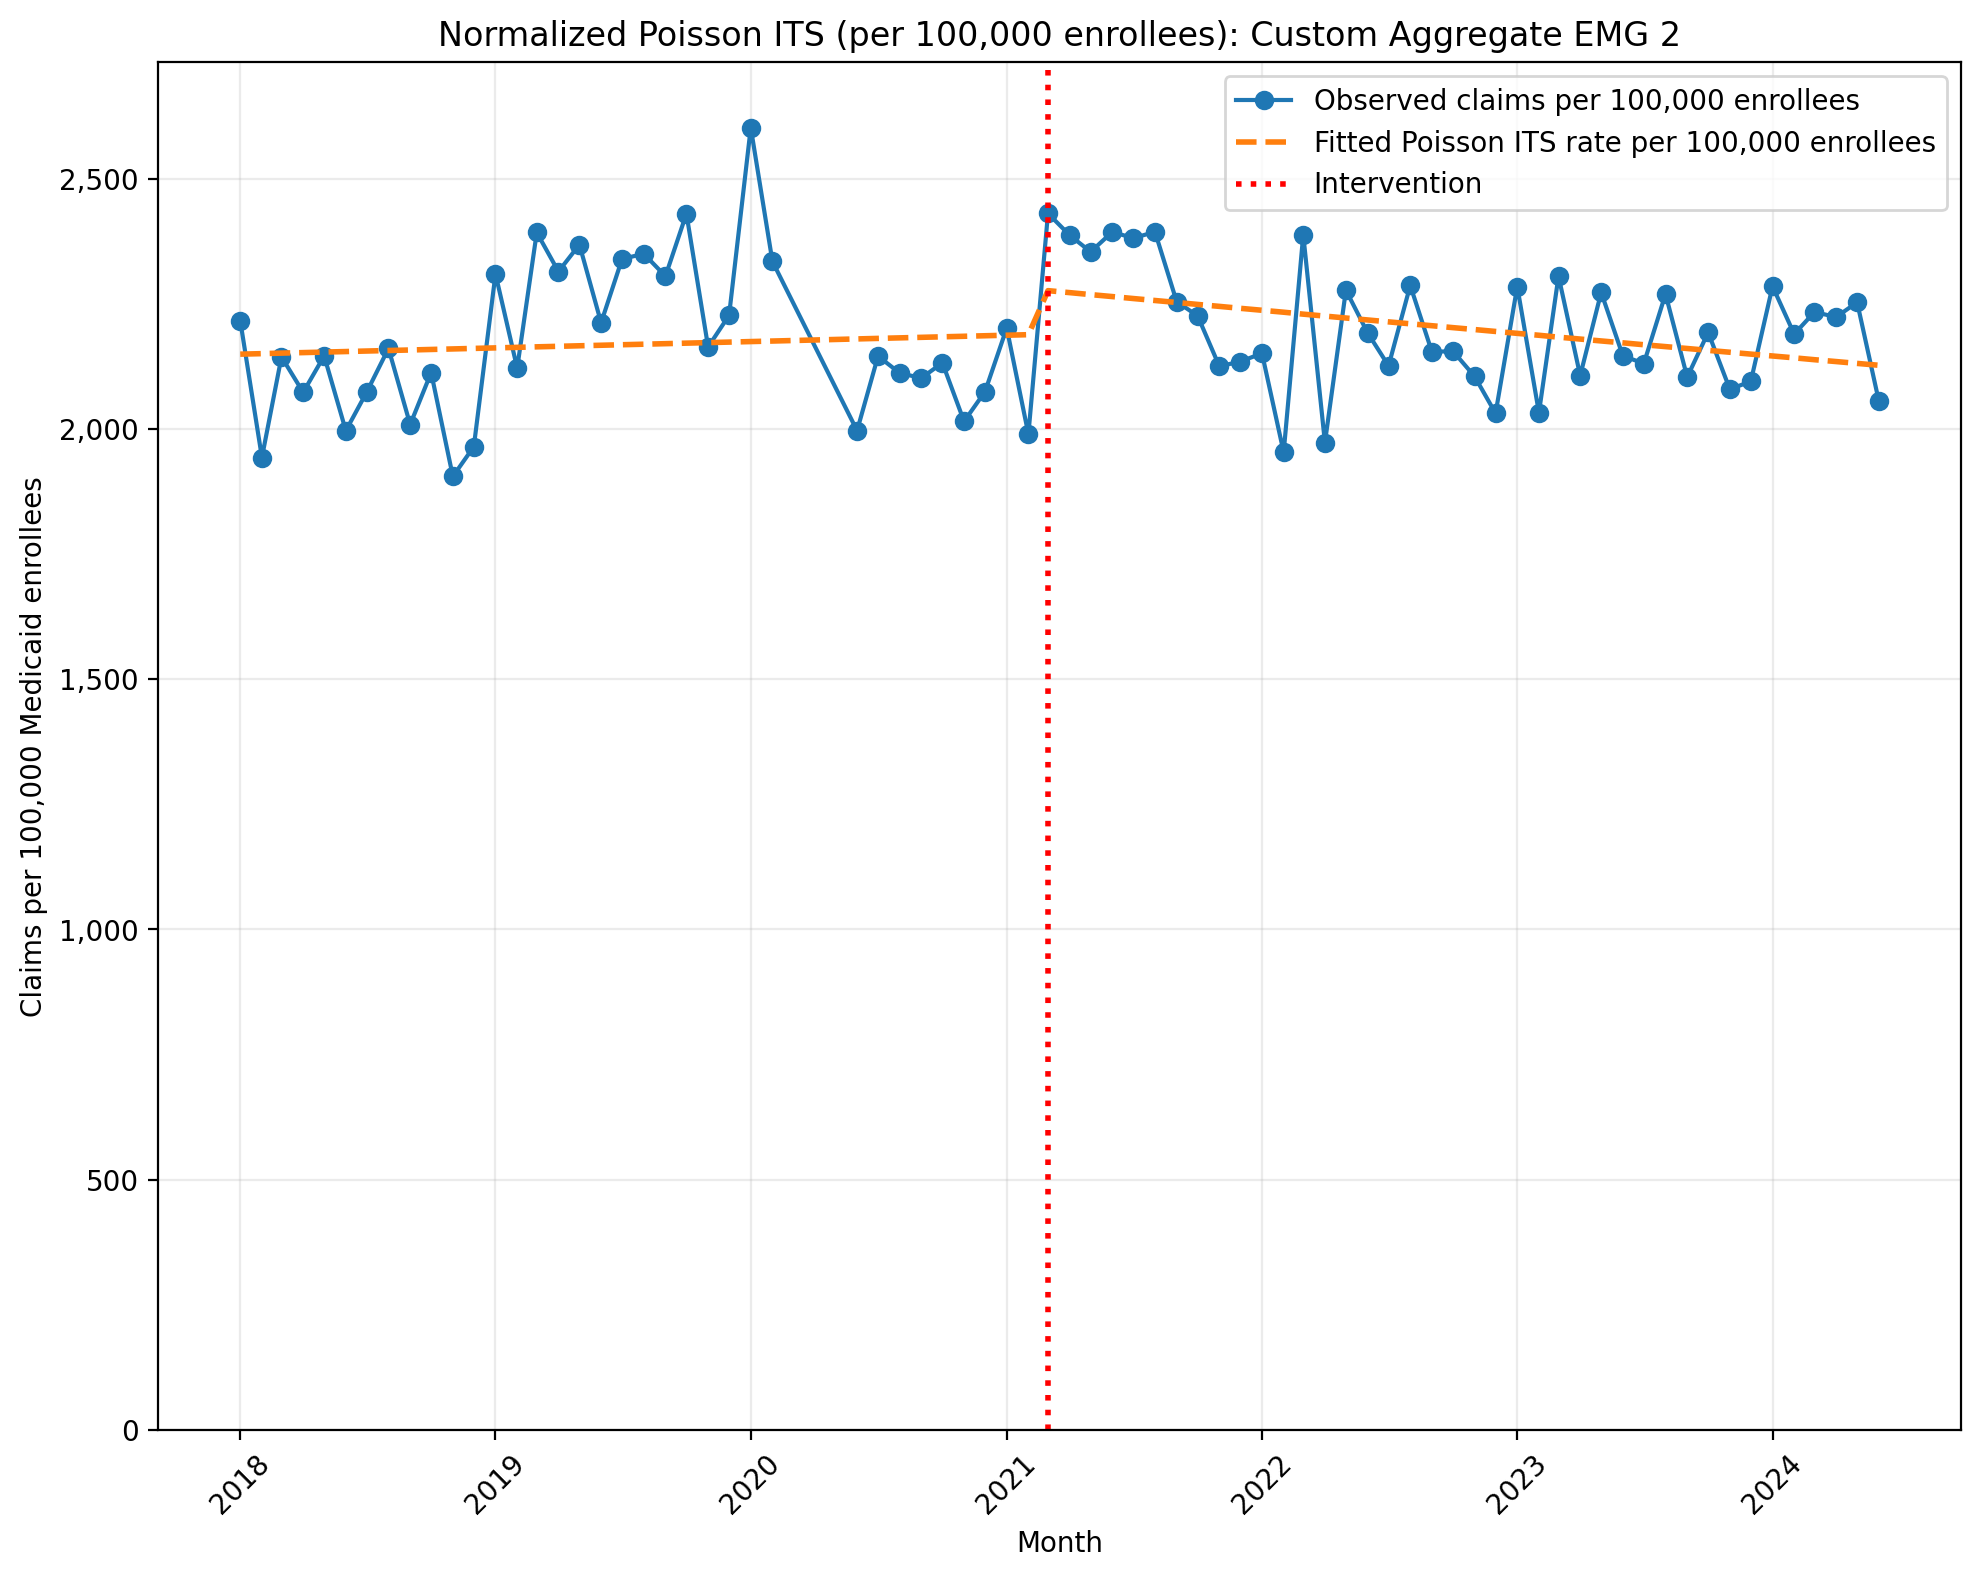 Normalized Poisson ITS (per 100,000 enrollees): Custom Aggregate EMG 2
Observed claims per 100,000 enrollees
Fitted Poisson ITS rate per 100,000 enrollees
Intervention
Claims per 100,000 Medicaid enrollees
2,500
2,000
1,500
1,000
500
0
2018
2019
2020
2021
2022
2023
2024
Month